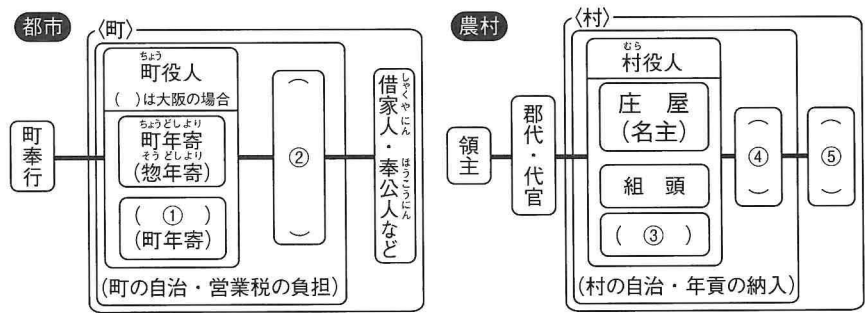 都市
〈町〉
町奉行
ちょう
町役人
( )は大阪の場合
ちょうどしより
町年寄
そうどしより
(惣年寄)
( ① )
(町年寄)
( ② )
しゃくやにん ほうこうにん
借家人・奉公人など
(町の自治・営業税の負担)
農村
〈村〉
領主
郡代・代官
むら
村役人
庄屋
(名主)
組頭
( ③ )
( ④ )
( ⑤ )
(村の自治・年貢の納入)